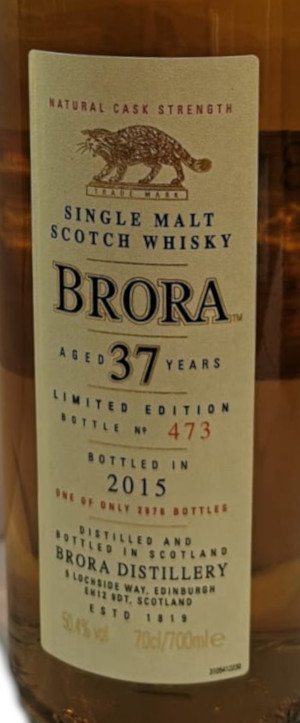 NATURAL CASK STRENGTH
TRADE MARK
SINGLE MALT
SCOTCH WHISKY
BRORA™
AGED 37 YEARS
LIMITED EDITION
BOTTLE Nº 473
BOTTLED IN
2015
ONE OF ONLY 2976 BOTTLES
DISTILLED AND
BOTTLED IN SCOTLAND
BRORA DISTILLERY
5 LOCHSIDE WAY, EDINBURGH
EH12 9DT, SCOTLAND
ESTD 1819
50.4% vol 70cl/700ml e